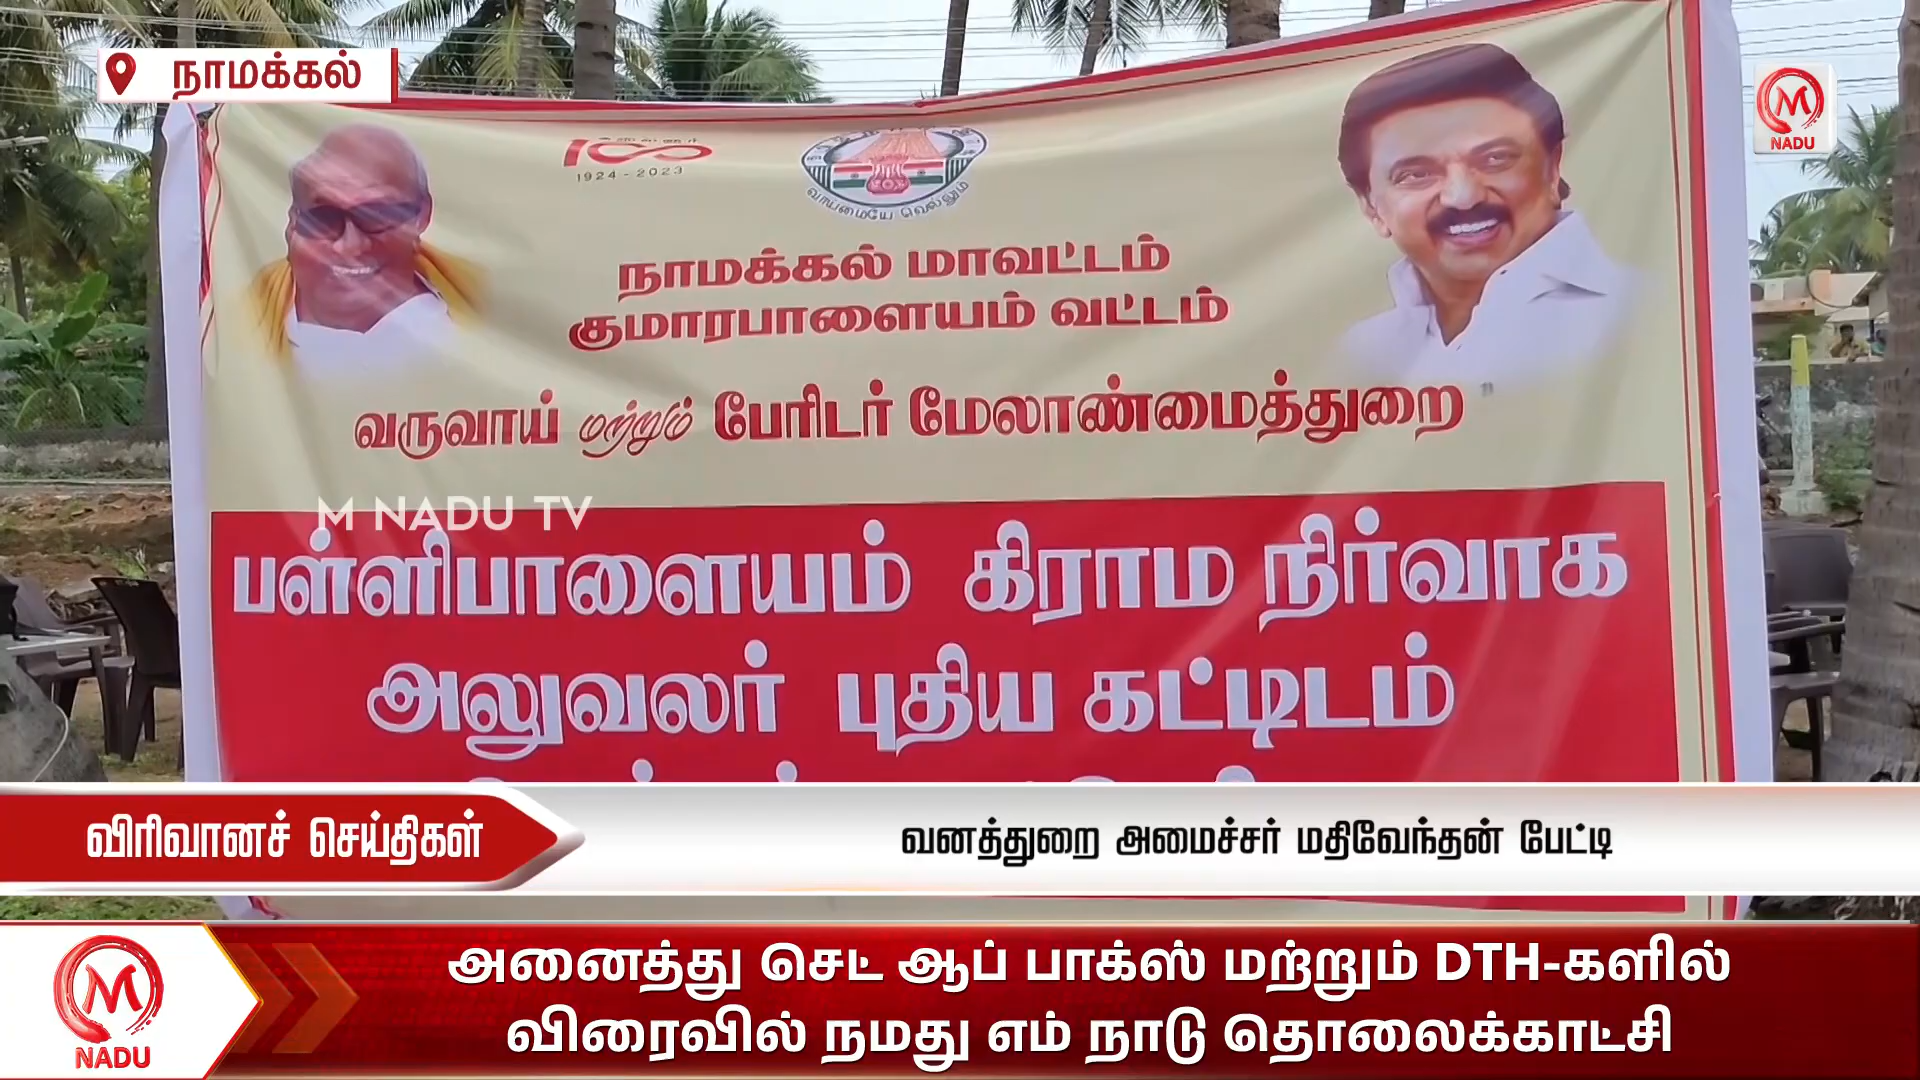 நாமக்கல்
M
NADU
100
1924 - 2023
வாய்மையே வெல்லும்
நாமக்கல் மாவட்டம்
குமாரபாளையம் வட்டம்
வருவாய் மற்றும் பேரிடர் மேலாண்மைத்துறை
M NADU TV
பள்ளிபாளையம் கிராம நிர்வாக
அலுவலர் புதிய கட்டிடம்
விரிவானச் செய்திகள்
வனத்துறை அமைச்சர் மதிவேந்தன் பேட்டி
M
NADU
அனைத்து செட் ஆப் பாக்ஸ் மற்றும் DTH-களில்
விரைவில் நமது எம் நாடு தொலைக்காட்சி